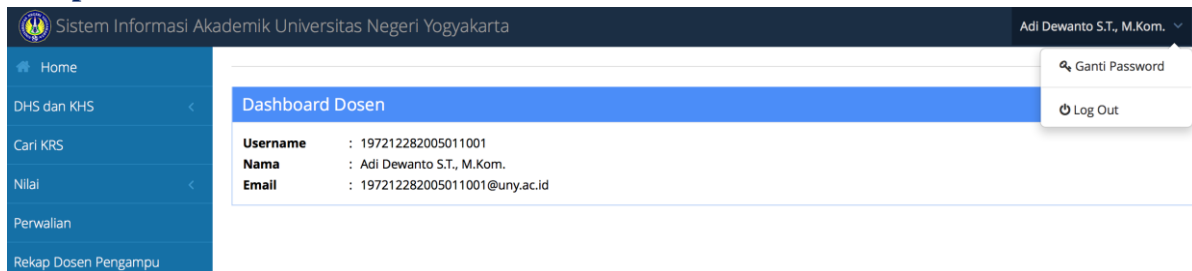 Sistem Informasi Akademik Universitas Negeri Yogyakarta
Adi Dewanto S.T., M.Kom.
Home
DHS dan KHS
Cari KRS
Nilai
Perwalian
Rekap Dosen Pengampu
Ganti Password
Log Out
Dashboard Dosen
Username : 197212282005011001
Nama : Adi Dewanto S.T., M.Kom.
Email : 197212282005011001@uny.ac.id